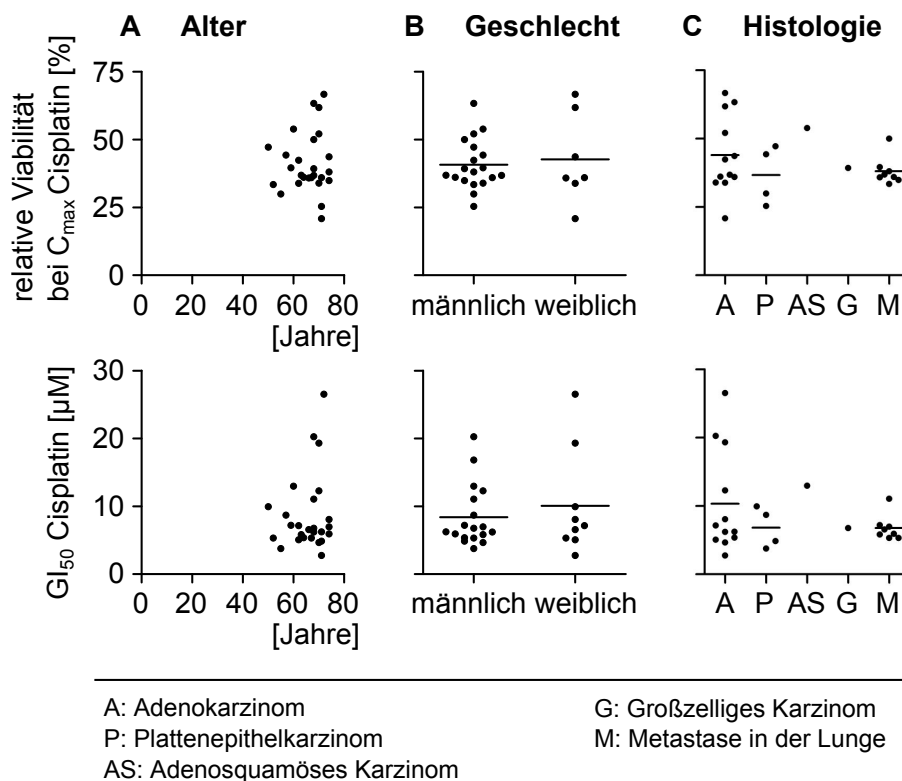 A Alter B Geschlecht C Histologie
relative Viabilität
bei Cmax Cisplatin [%]
75
50
25
0
0 20 40 60 80
[Jahre]
männlich weiblich
A P AS G M
GI50 Cisplatin [µM]
30
20
10
0
0 20 40 60 80
[Jahre]
männlich weiblich
A P AS G M
A: Adenokarzinom
P: Plattenepithelkarzinom
AS: Adenosquamöses Karzinom
G: Großzelliges Karzinom
M: Metastase in der Lunge